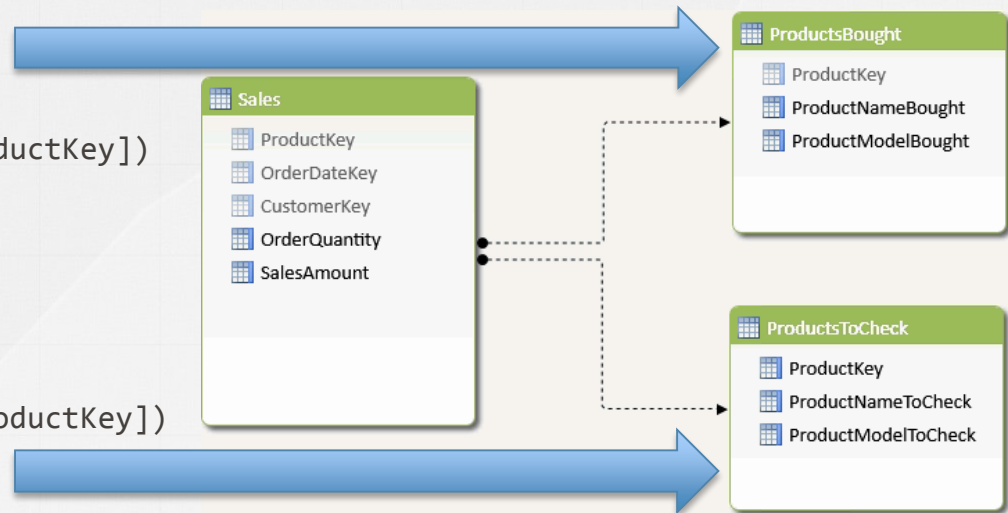 ductKey])
oductKey])
Sales
ProductKey
OrderDateKey
CustomerKey
OrderQuantity
SalesAmount
ProductsBought
ProductKey
ProductNameBought
ProductModelBought
ProductsToCheck
ProductKey
ProductNameToCheck
ProductModelToCheck